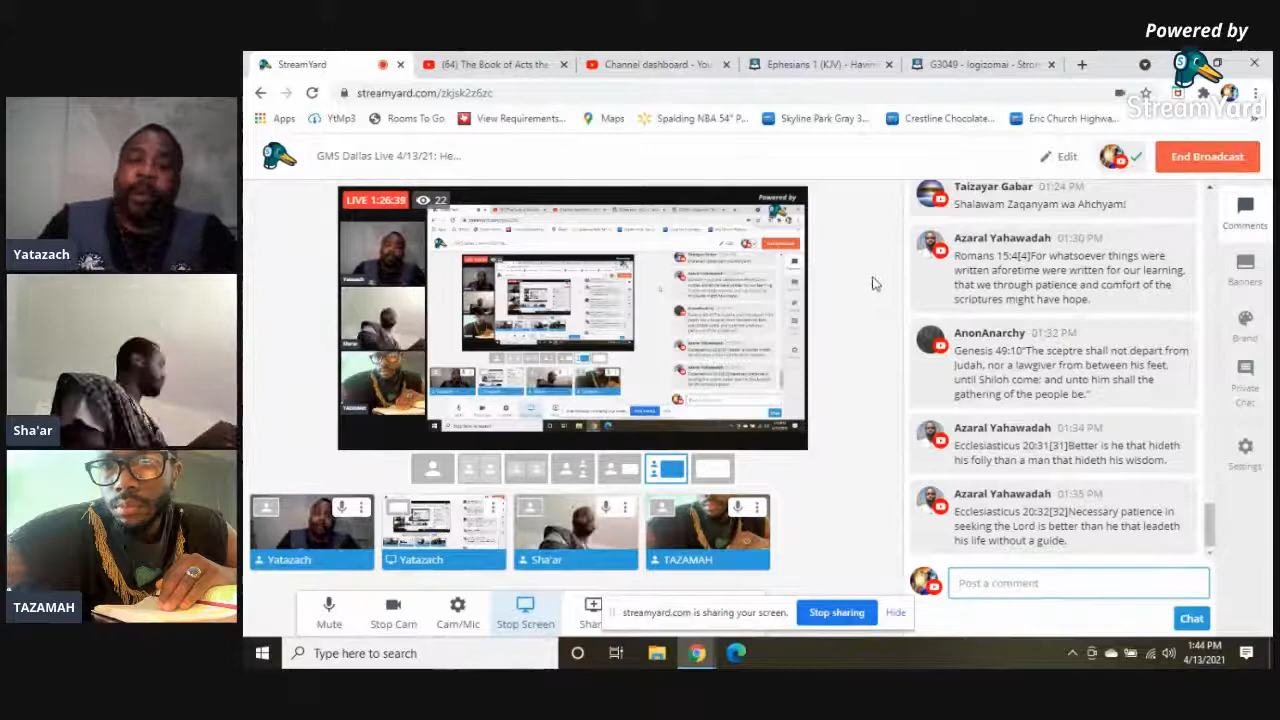 Powered by
StreamYard
Yatazach
Sha'ar
TAZAMAH
StreamYard
(64) The Book of Acts the
Channel dashboard - You
Ephesians 1 (KJV) - Haven
G3049 - logizomai - Stron
streamyard.com/zkjsk2z6zc
Apps
YtMp3
Rooms To Go
View Requirements...
Maps
Spalding NBA 54" P...
Skyline Park Gray 3...
Crestline Chocolate...
Eric Church Highwa...
GMS Dallas Live 4/13/21: He...
Edit
End Broadcast
LIVE 1:26:39
22
Powered by
Yatazach
Yatazach
Sha'ar
TAZAMAH
Mute
Stop Cam
Cam/Mic
Stop Screen
streamyard.com is sharing your screen.
Stop sharing
Hide
Taizayar Gabar 01:24 PM
Shalawam Zaqanyam wa Achyam!
Azaral Yahawadah 01:30 PM
Romans 15:4[4]For whatsoever things were
written aforetime were written for our learning,
that we through patience and comfort of the
scriptures might have hope.
AnonAnarchy 01:32 PM
Genesis 49:10"The sceptre shall not depart from
Judah, nor a lawgiver from between his feet,
until Shiloh come; and unto him shall the
gathering of the people be."
Azaral Yahawadah 01:34 PM
Ecclesiasticus 20:31[31]Better is he that hideth
his folly than a man that hideth his wisdom.
Azaral Yahawadah 01:35 PM
Ecclesiasticus 20:32[32]Necessary patience in
seeking the Lord is better than he that leadeth
his life without a guide.
Post a comment
Chat
Comments
Banners
Brand
Private
Chat
Settings
Type here to search
1:44 PM
4/13/2021